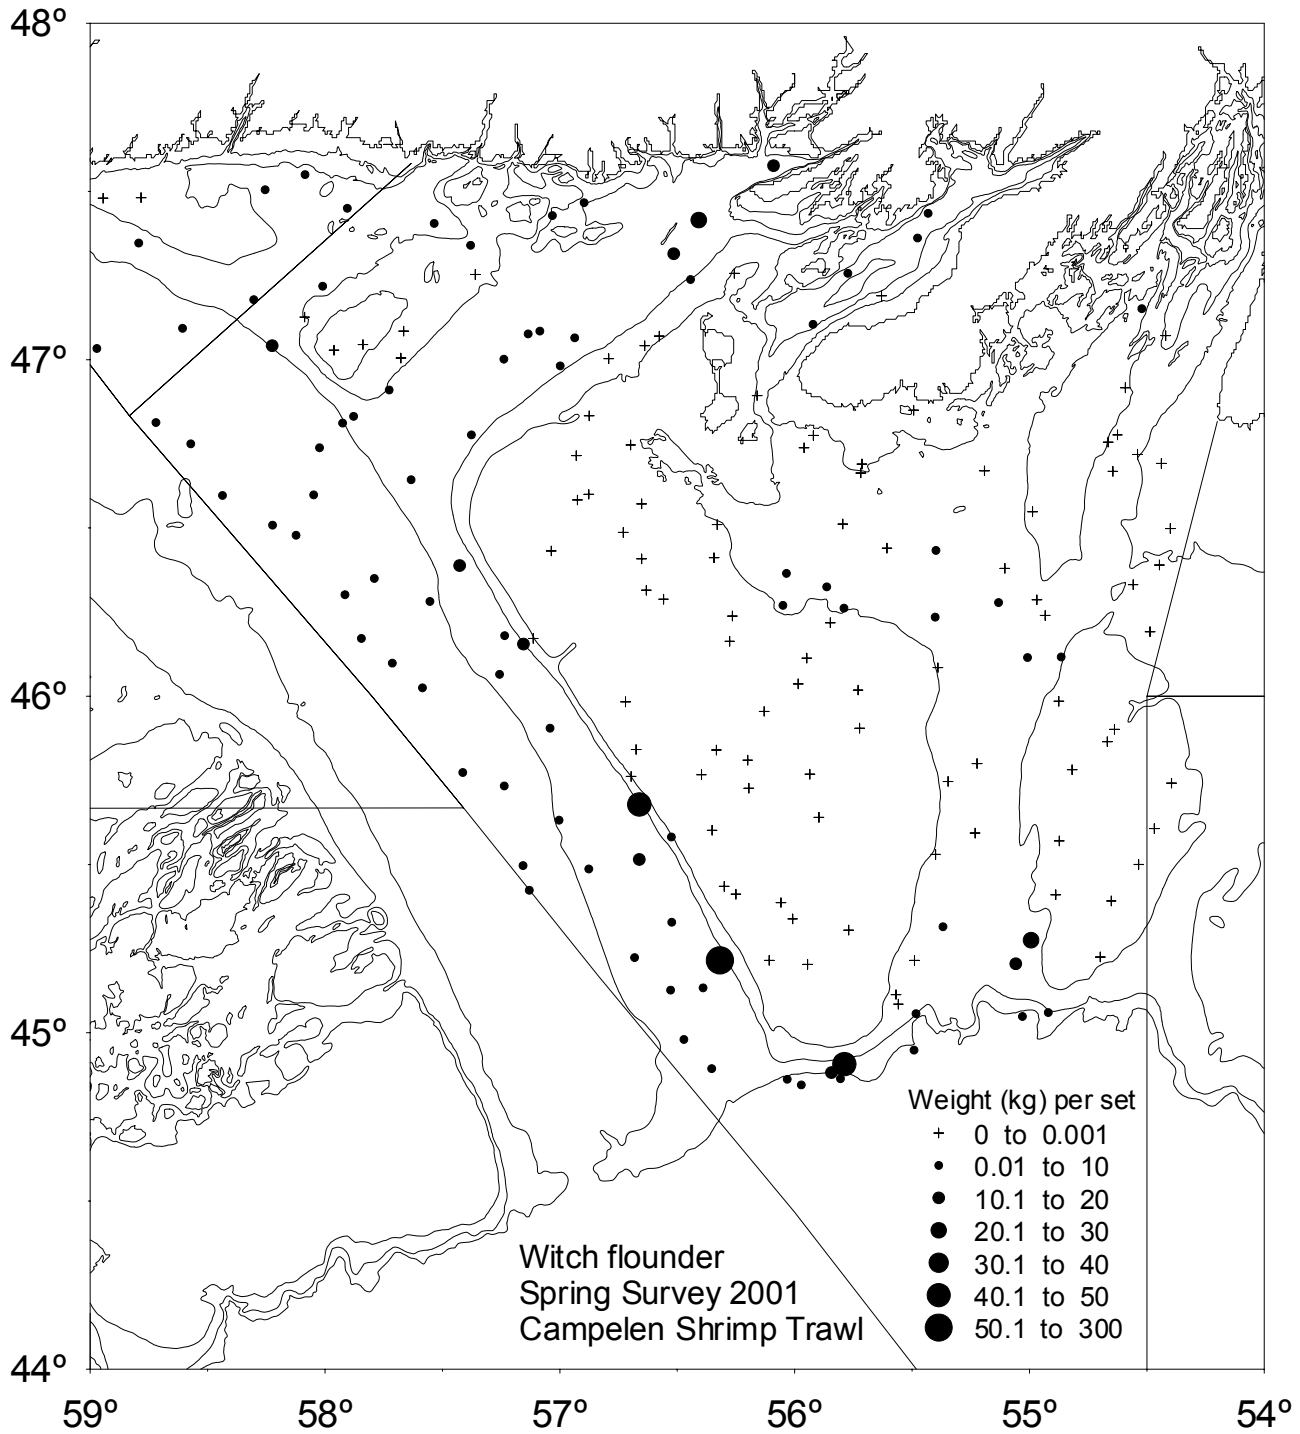 48º
47º
46º
45º
44º
Weight (kg) per set
0 to 0.001
0.01 to 10
10.1 to 20
20.1 to 30
30.1 to 40
40.1 to 50
50.1 to 300
Witch flounder
Spring Survey 2001
Campelen Shrimp Trawl
59º 58º 57º 56º 55º 54º